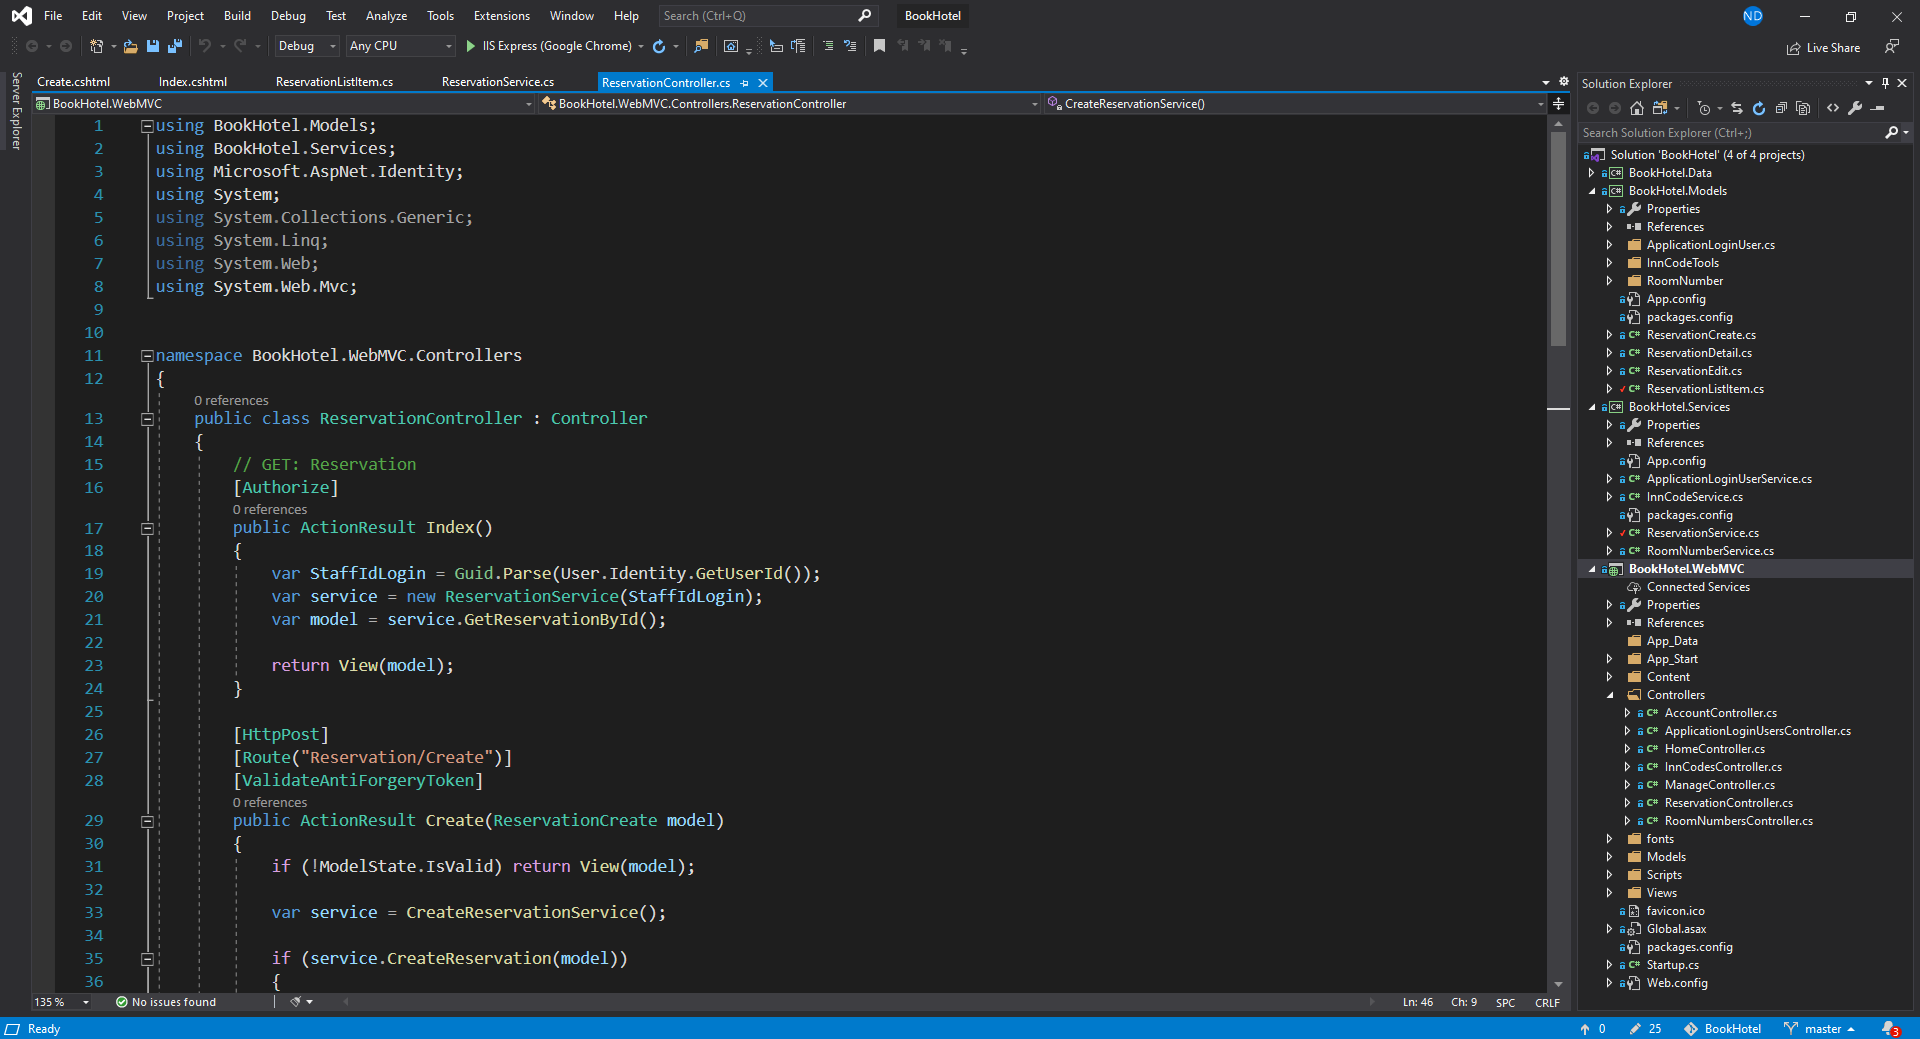 File Edit View Project Build Debug Test Analyze Tools Extensions Window Help Search (Ctrl+Q) BookHotel ND
Debug Any CPU IIS Express (Google Chrome) Live Share
Server Explorer
Create.cshtml Index.cshtml ReservationListItem.cs ReservationService.cs ReservationController.cs
BookHotel.WebMVC BookHotel.WebMVC.Controllers.ReservationController CreateReservationService()
1 using BookHotel.Models;
2 using BookHotel.Services;
3 using Microsoft.AspNet.Identity;
4 using System;
5 using System.Collections.Generic;
6 using System.Linq;
7 using System.Web;
8 using System.Web.Mvc;
9
10
11 namespace BookHotel.WebMVC.Controllers
12 {
0 references
13 public class ReservationController : Controller
14 {
15 // GET: Reservation
16 [Authorize]
0 references
17 public ActionResult Index()
18 {
19 var StaffIdLogin = Guid.Parse(User.Identity.GetUserId());
20 var service = new ReservationService(StaffIdLogin);
21 var model = service.GetReservationById();
22
23 return View(model);
24 }
25
26 [HttpPost]
27 [Route("Reservation/Create")]
28 [ValidateAntiForgeryToken]
0 references
29 public ActionResult Create(ReservationCreate model)
30 {
31 if (!ModelState.IsValid) return View(model);
32
33 var service = CreateReservationService();
34
35 if (service.CreateReservation(model))
36 {
135 % No issues found Ln: 46 Ch: 9 SPC CRLF
Solution Explorer
Search Solution Explorer (Ctrl+;)
Solution 'BookHotel' (4 of 4 projects)
C# BookHotel.Data
C# BookHotel.Models
Properties
References
ApplicationLoginUser.cs
InnCodeTools
RoomNumber
App.config
packages.config
C# ReservationCreate.cs
C# ReservationDetail.cs
C# ReservationEdit.cs
C# ReservationListItem.cs
C# BookHotel.Services
Properties
References
App.config
C# ApplicationLoginUserService.cs
C# InnCodeService.cs
packages.config
C# ReservationService.cs
C# RoomNumberService.cs
BookHotel.WebMVC
Connected Services
Properties
References
App_Data
App_Start
Content
Controllers
C# AccountController.cs
C# ApplicationLoginUsersController.cs
C# HomeController.cs
C# InnCodesController.cs
C# ManageController.cs
C# ReservationController.cs
C# RoomNumbersController.cs
fonts
Models
Scripts
Views
favicon.ico
Global.asax
packages.config
C# Startup.cs
Web.config
Ready 0 25 BookHotel master 3